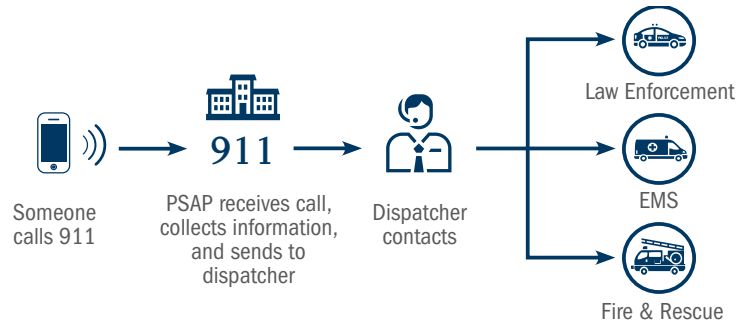 Someone
calls 911
911
PSAP receives call,
collects information,
and sends to
dispatcher
Dispatcher
contacts
POLICE
Law Enforcement
EMS
Fire & Rescue